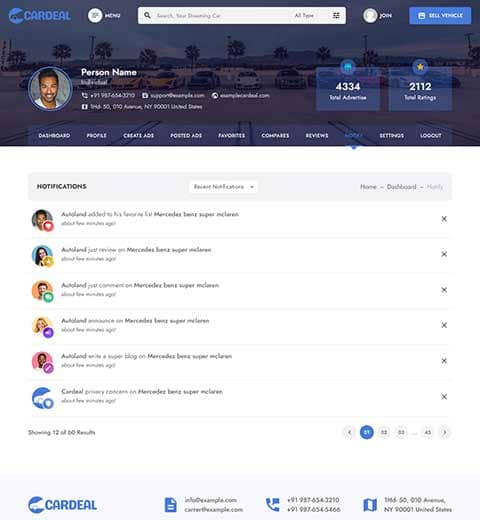 CARDEAL
MENU
Search, Your Streaming Car.
All Type
JOIN
SELL VEHICLE
Person Name
Individual
+91 987-654-3210 support@example.com examplecardeal.com
1Hd- 50, 010 Avenue, NY 90001 United States
4334
Total Advertise
2112
Total Ratings
DASHBOARD PROFILE CREATE ADS POSTED ADS FAVORITES COMPARES REVIEWS NOTIFY SETTINGS LOGOUT
NOTIFICATIONS
Recent Notifications
Home – Dashboard – Notify
Autoland added to his favorite list Mercedez benz super mclaren
about few minutes ago!
Autoland just review on Mercedez benz super mclaren
about few minutes ago!
Autoland just comment on Mercedez benz super mclaren
about few minutes ago!
Autoland announce on Mercedez benz super mclaren
about few minutes ago!
Autoland write a super blog on Mercedez benz super mclaren
about few minutes ago!
Cardeal privacy concern on Mercedez benz super mclaren
about few minutes ago!
Showing 12 of 60 Results
01 02 03 ... 45
CARDEAL
info@example.com
carrer@example.com
+91 987-654-3210
+91 987-654-5466
1Hd- 50, 010 Avenue,
NY 90001 United States